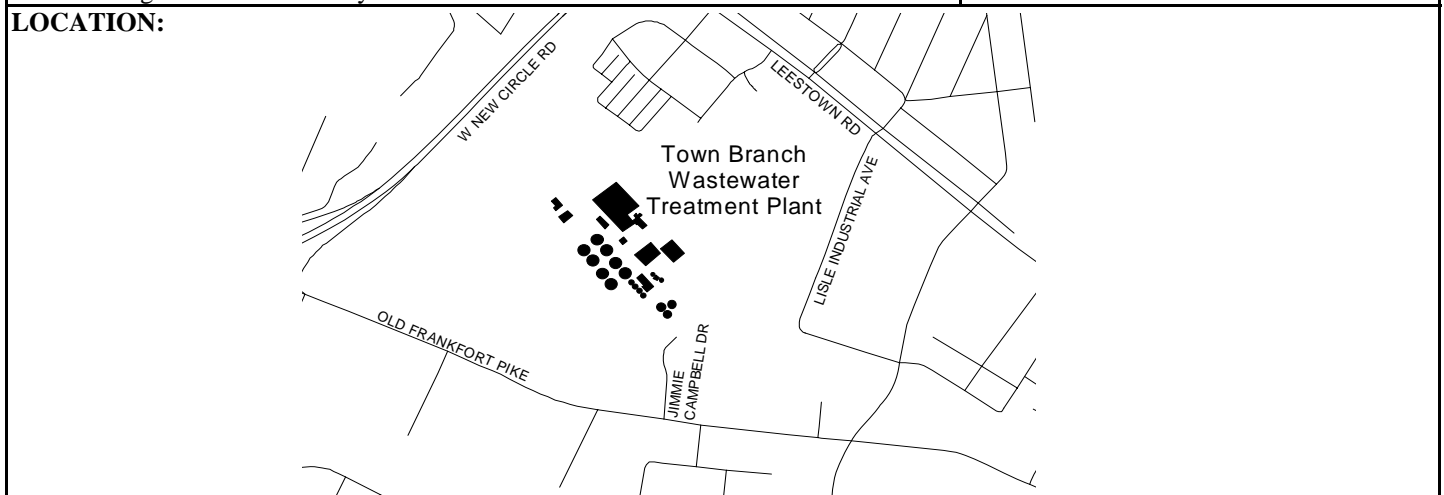 LOCATION:
W NEW CIRCLE RD
LEESTOWN RD
Town Branch
Wastewater
Treatment Plant
LISLE INDUSTRIAL AVE
OLD FRANKFORT PIKE
JIMMIE
CAMPBELL DR